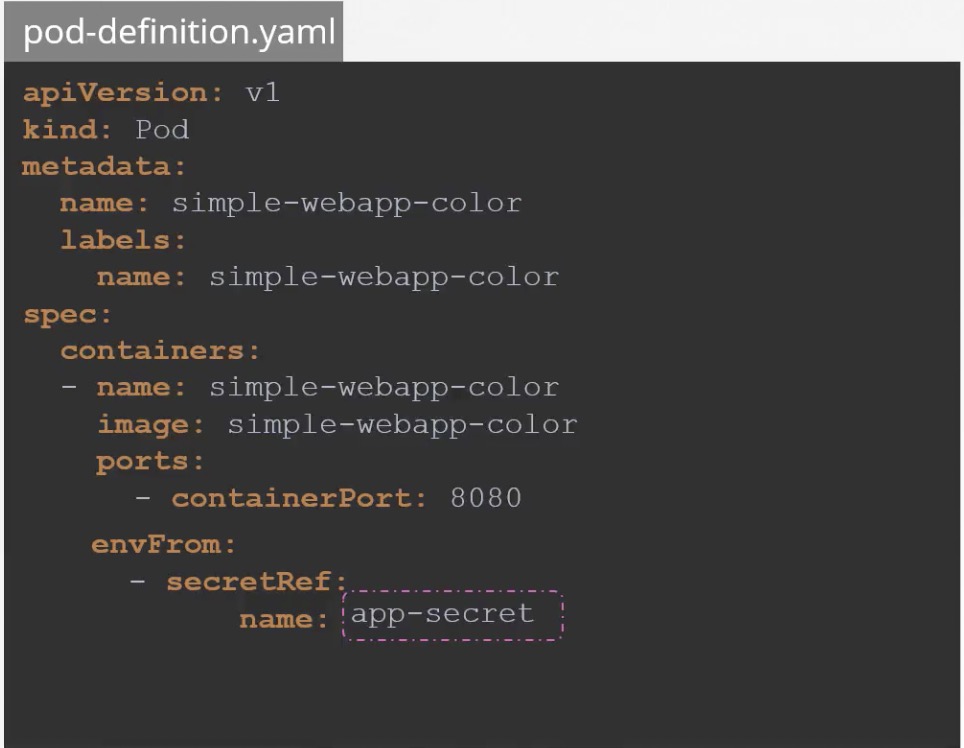 pod-definition.yaml
apiVersion: v1
kind: Pod
metadata:
  name: simple-webapp-color
  labels:
    name: simple-webapp-color
spec:
  containers:
  - name: simple-webapp-color
    image: simple-webapp-color
    ports:
      - containerPort: 8080
    envFrom:
      - secretRef:
            name: app-secret